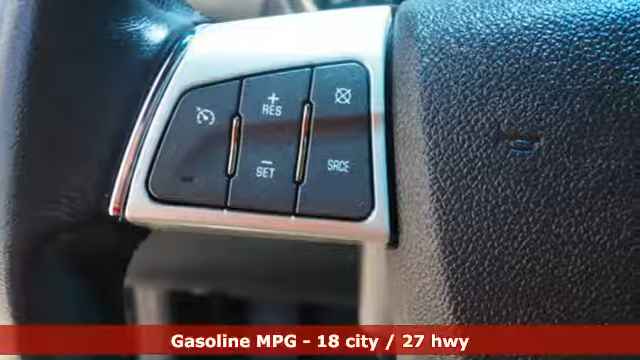 +
RES
−
SET
SRCE
Gasoline MPG - 18 city / 27 hwy